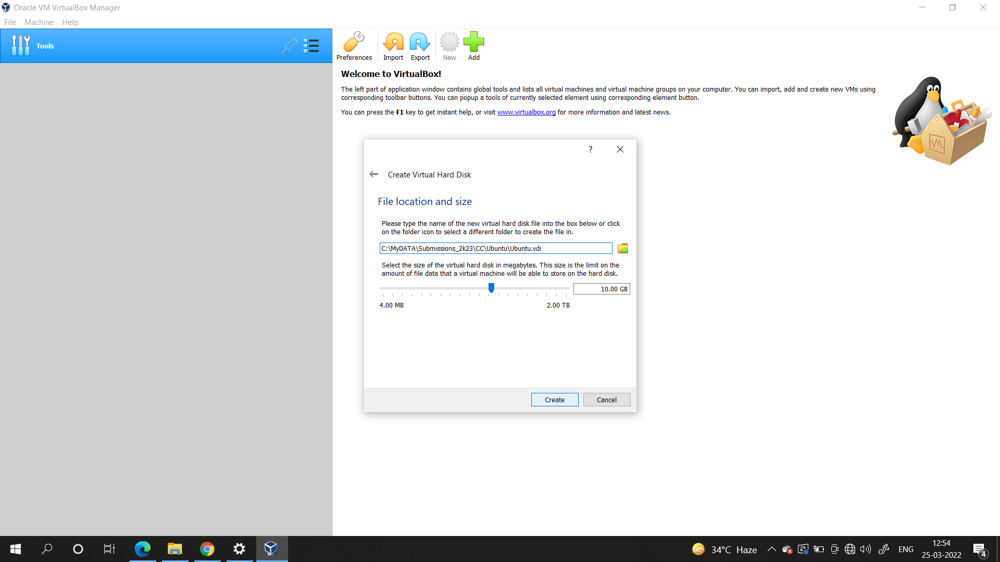 Oracle VM VirtualBox Manager
File Machine Help
Tools
Preferences Import Export New Add
Welcome to VirtualBox!
The left part of application window contains global tools and lists all virtual machines and virtual machine groups on your computer. You can import, add and create new VMs using
corresponding toolbar buttons. You can popup a tools of currently selected element using corresponding element button.
You can press the F1 key to get instant help, or visit www.virtualbox.org for more information and latest news.
?
Create Virtual Hard Disk
File location and size
Please type the name of the new virtual hard disk file into the box below or click
on the folder icon to select a different folder to create the file in.
C:\MyDATA\Submissions_2k23\CC\Ubuntu\Ubuntu.vdi
Select the size of the virtual hard disk in megabytes. This size is the limit on the
amount of file data that a virtual machine will be able to store on the hard disk.
10.00 GB
4.00 MB 2.00 TB
Create Cancel
34°C Haze ENG 12:54
25-03-2022 4